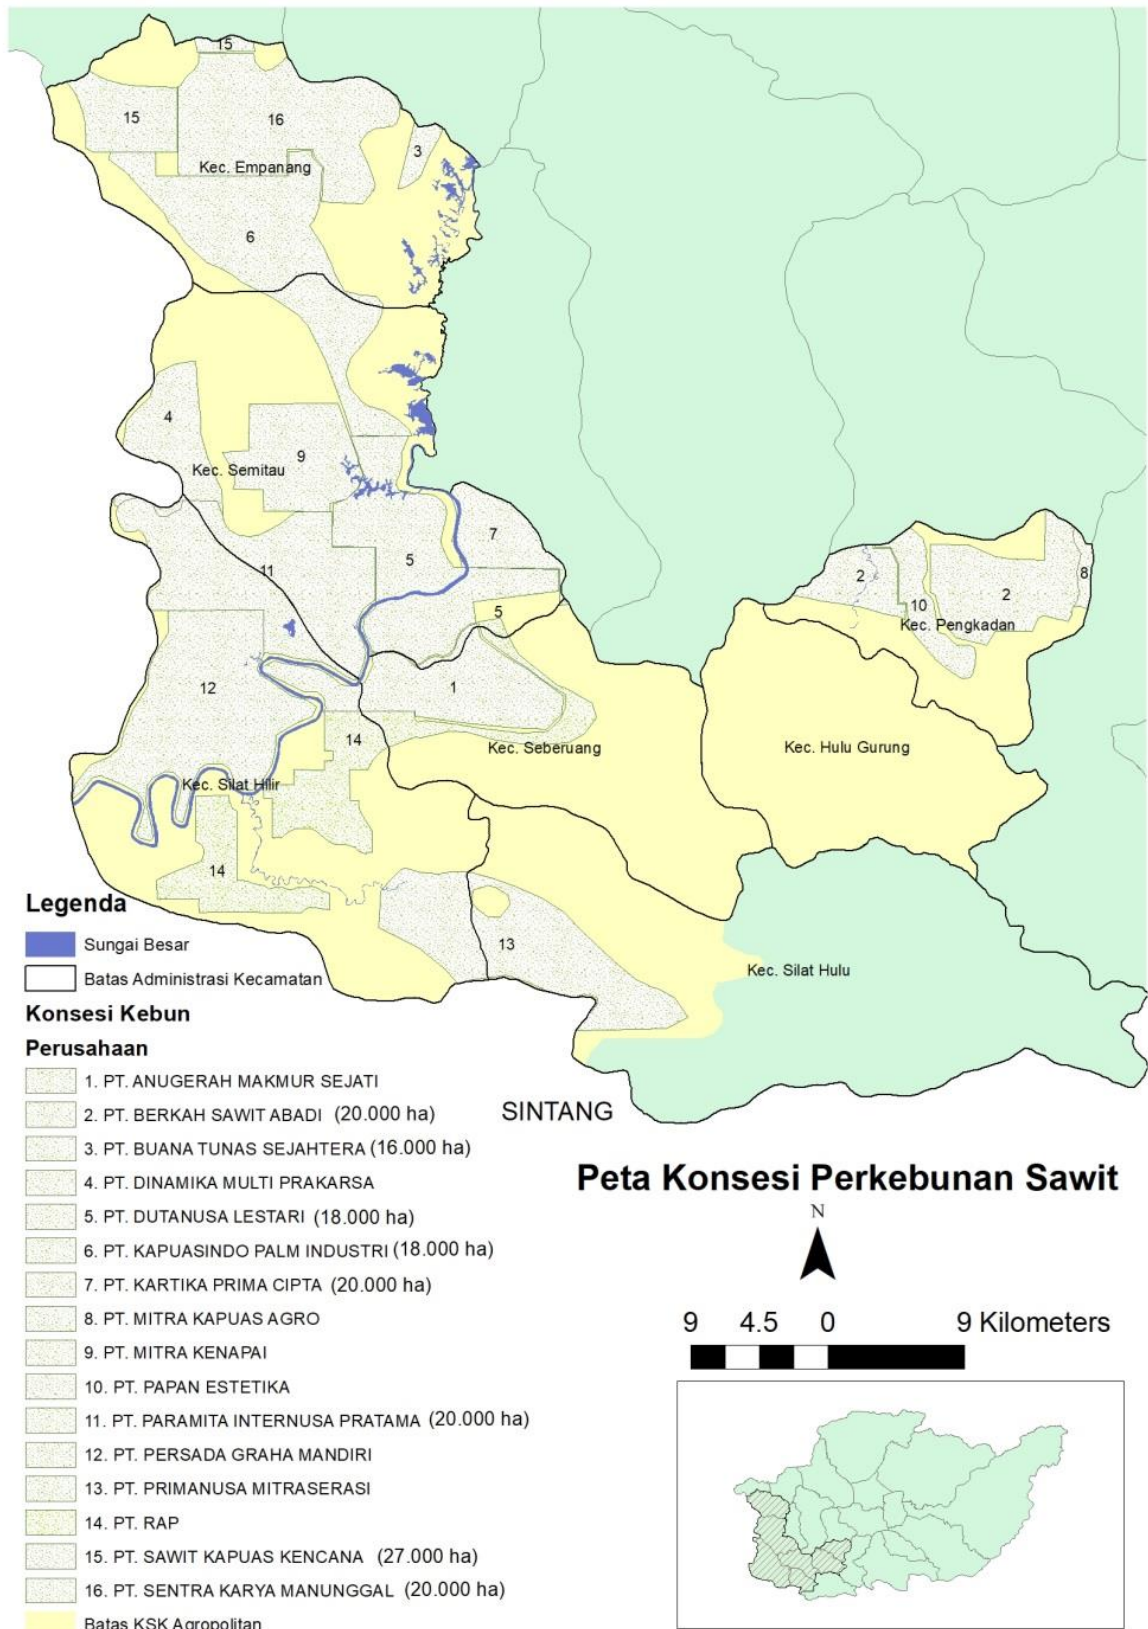 15
15
16
3
Kec. Empanang
6
4
9
Kec. Semitau
7
5
11
2
2
8
10
5
Kec. Pengkadan
12
1
14
Kec. Seberuang
Kec. Hulu Gurung
Kec. Silat Hilir
14
13
Kec. Silat Hulu
SINTANG
Legenda
Sungai Besar
Batas Administrasi Kecamatan
Konsesi Kebun
Perusahaan
1. PT. ANUGERAH MAKMUR SEJATI
2. PT. BERKAH SAWIT ABADI (20.000 ha)
3. PT. BUANA TUNAS SEJAHTERA (16.000 ha)
4. PT. DINAMIKA MULTI PRAKARSA
5. PT. DUTANUSA LESTARI (18.000 ha)
6. PT. KAPUASINDO PALM INDUSTRI (18.000 ha)
7. PT. KARTIKA PRIMA CIPTA (20.000 ha)
8. PT. MITRA KAPUAS AGRO
9. PT. MITRA KENAPAI
10. PT. PAPAN ESTETIKA
11. PT. PARAMITA INTERNUSA PRATAMA (20.000 ha)
12. PT. PERSADA GRAHA MANDIRI
13. PT. PRIMANUSA MITRASERASI
14. PT. RAP
15. PT. SAWIT KAPUAS KENCANA (27.000 ha)
16. PT. SENTRA KARYA MANUNGGAL (20.000 ha)
Batas KSK Agropolitan
Peta Konsesi Perkebunan Sawit
N
9 4.5 0 9 Kilometers